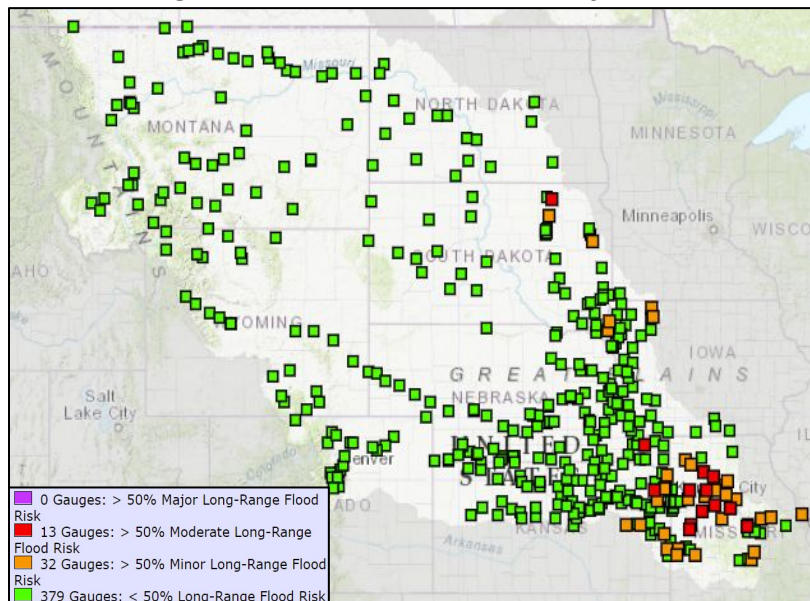 Missouri
NORTH DAKOTA
MONTANA
MINNESOTA
Mississippi
MOUNTAINS
Minneapolis
WISCO
AHO
SOUTH DAKOTA
WYOMING
IOWA
GREAT PLAINS
NEBRASKA
Salt
Lake City
UNITED
STATES
Denver
Colorado
City
ADO
KANSAS
MISSOURI
Arkansas
0 Gauges: > 50% Major Long-Range Flood
Risk
13 Gauges: > 50% Moderate Long-Range
Flood Risk
32 Gauges: > 50% Minor Long-Range Flood
Risk
379 Gauges: < 50% Long-Range Flood Risk